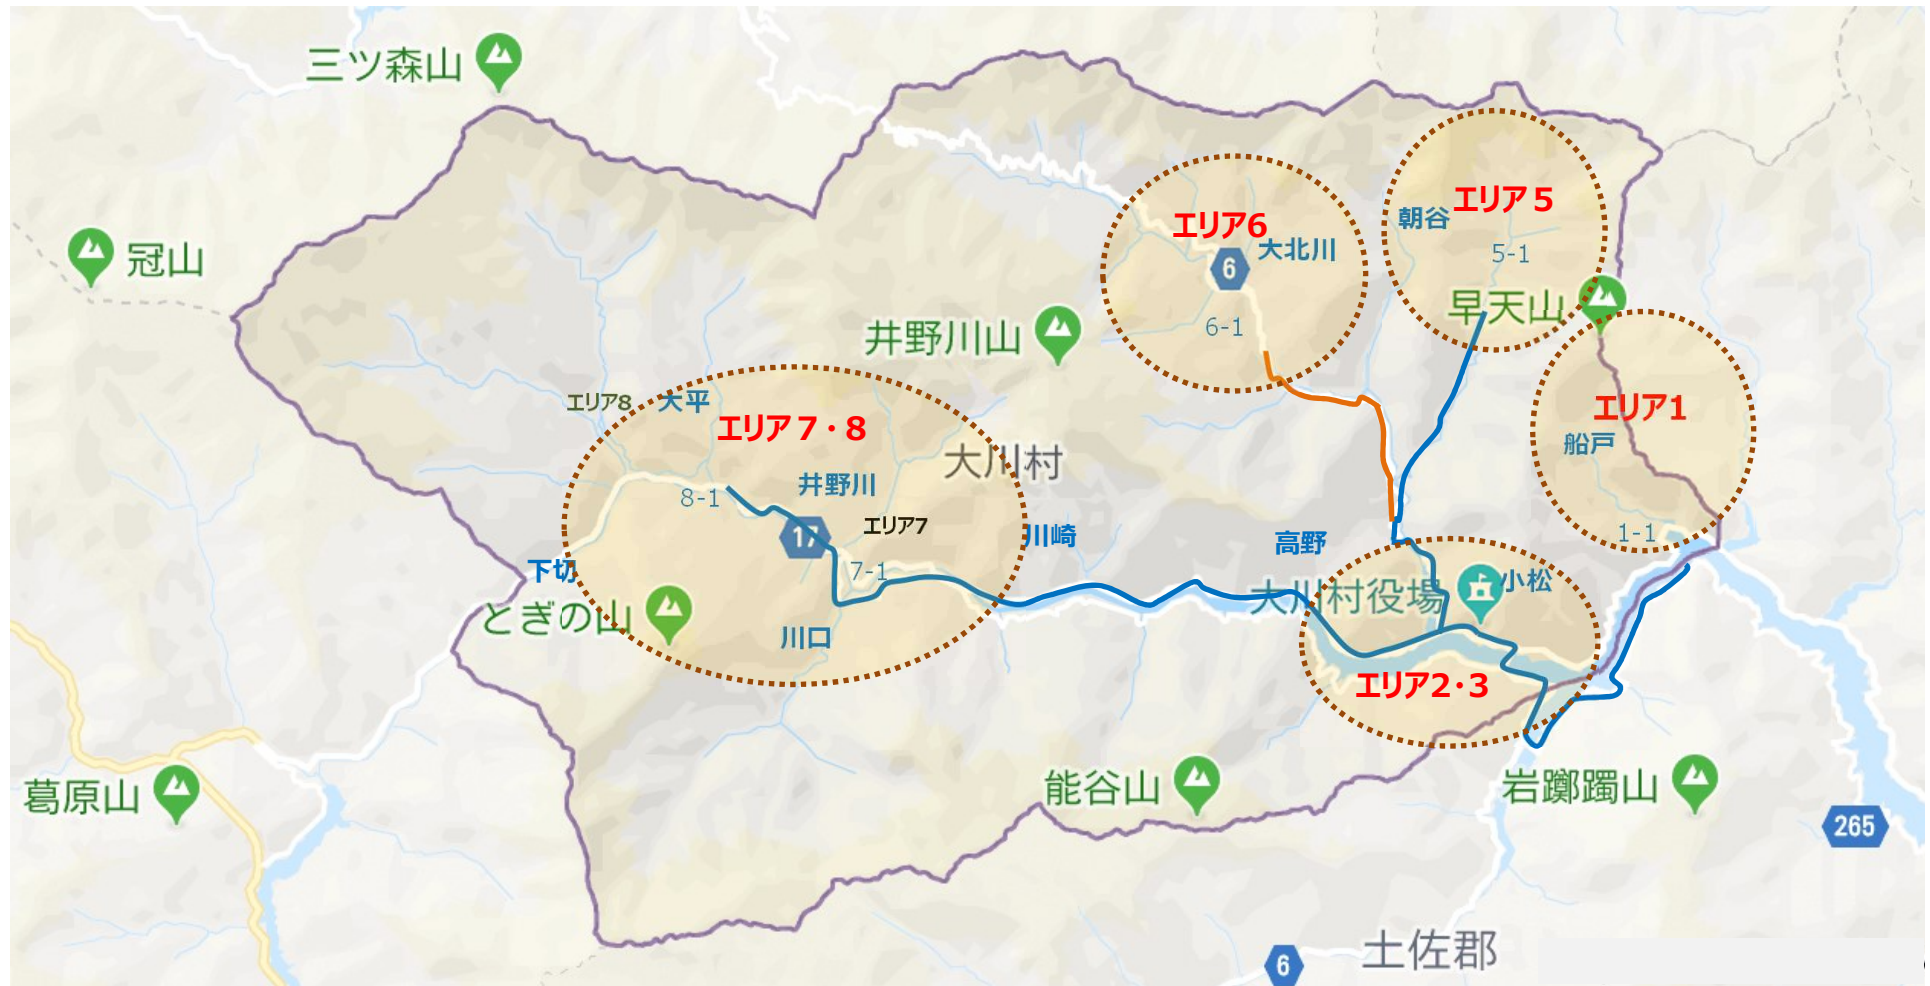 三ツ森山
冠山
エリア6
大北川
6
6-1
朝谷
エリア５
5-1
早天山
井野川山
エリア1
船戸
1-1
エリア8
大平
エリア７・８
大川村
井野川
8-1
エリア7
17
7-1
川崎
高野
下切
とぎの山
川口
大川村役場
小松
エリア2・3
葛原山
能谷山
岩躑躅山
265
土佐郡
6